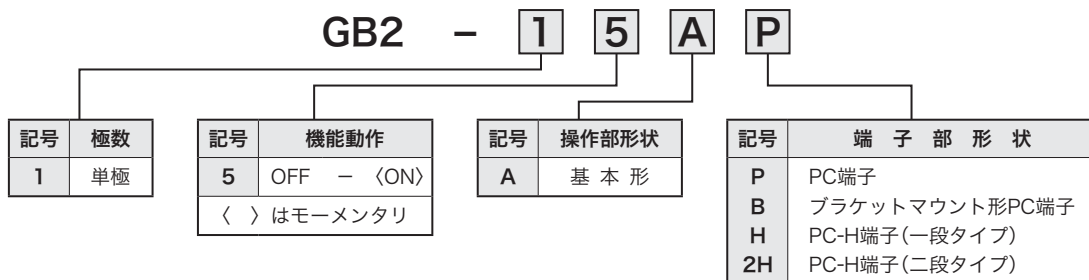 GB2 － 1 5 A P
記号 極数
1 単極
記号 機能動作
5 OFF － 〈ON〉
〈 〉はモーメンタリ
記号 操作部形状
A 基 本 形
記号 端 子 部 形 状
P PC端子
B ブラケットマウント形PC端子
H PC-H端子(一段タイプ)
2H PC-H端子(二段タイプ)